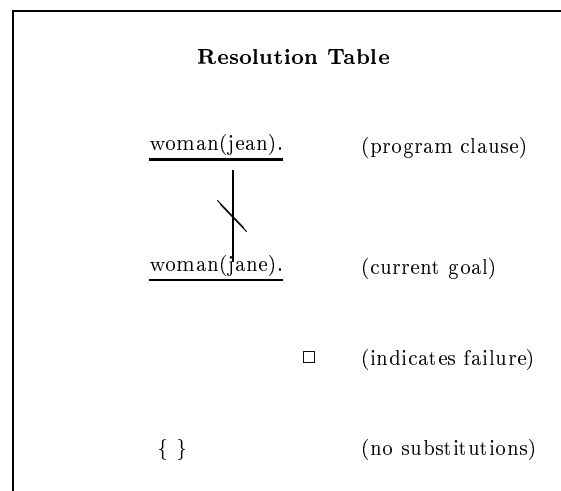 Resolution Table
woman(jean). (program clause)
woman(jane). (current goal)
□ (indicates failure)
{ } (no substitutions)